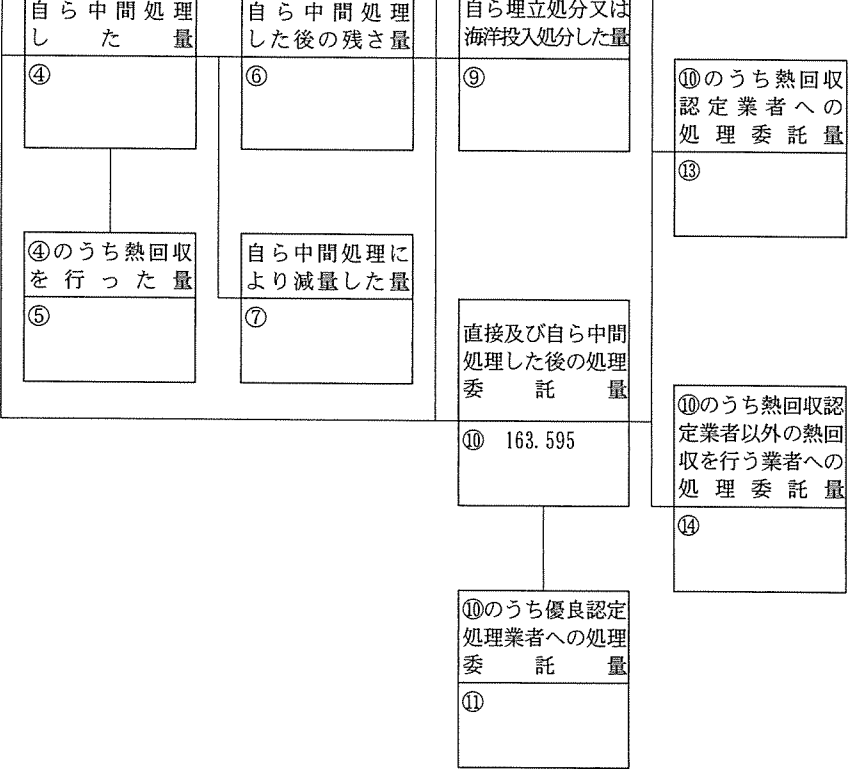 自ら中間処理
した量
④
自ら中間処理
した後の残さ量
⑥
自ら埋立処分又は
海洋投入処分した量
⑨
⑩のうち熱回収
認定業者への
処理委託量
⑬
④のうち熱回収
を行った量
⑤
自ら中間処理に
より減量した量
⑦
直接及び自ら中間
処理した後の処理
委託量
⑩ 163.595
⑩のうち熱回収認
定業者以外の熱回
収を行う業者への
処理委託量
⑭
⑩のうち優良認定
処理業者への処理
委託量
⑪